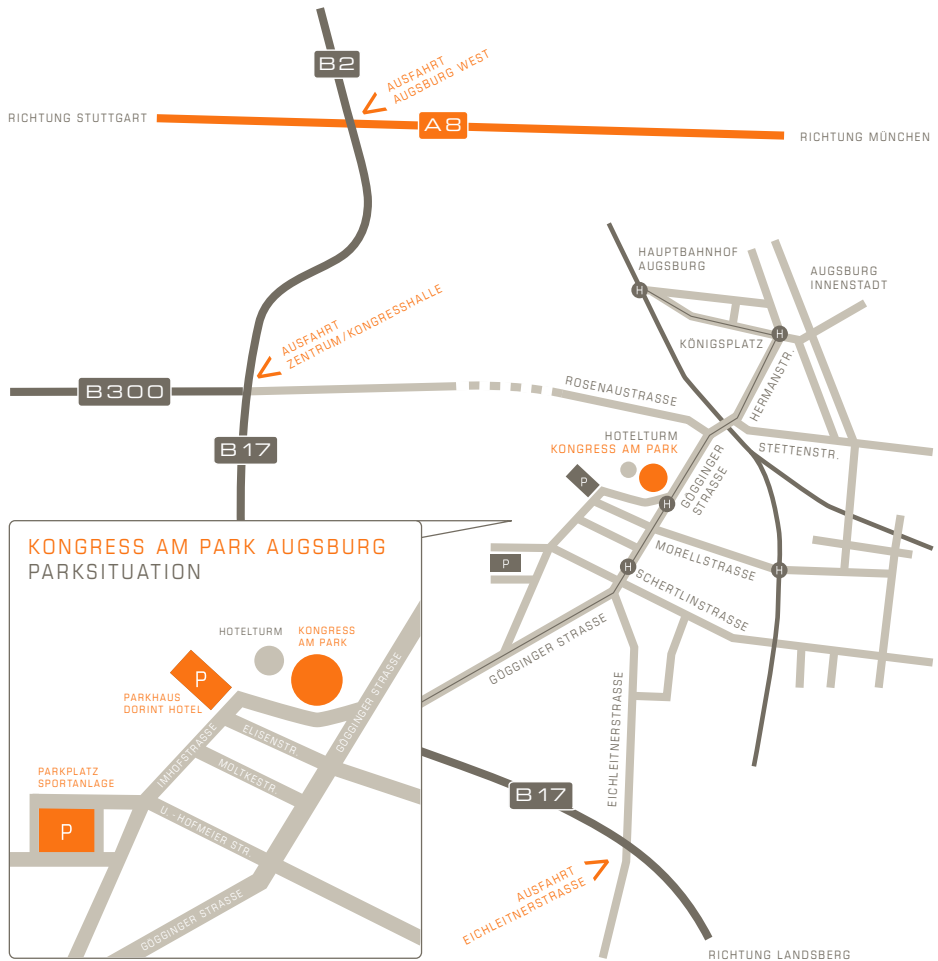 B2
AUSFAHRT
AUGSBURG WEST
RICHTUNG STUTTGART
A8
RICHTUNG MÜNCHEN
HAUPTBAHNHOF
AUGSBURG
AUGSBURG
INNENSTADT
H
H
KÖNIGSPLATZ
HERMANSTR.
AUSFAHRT
ZENTRUM/KONGRESSHALLE
B300
ROSENAUSTRASSE
B17
HOTELTURM
KONGRESS AM PARK
STETTENSTR.
GÖGGINGER
STRASSE
P
H
P
MORELLSTRASSE
H
H
SCHERTLINSTRASSE
GÖGGINGER STRASSE
EICHLEITNERSTRASSE
B17
AUSFAHRT
EICHLEITNERSTRASSE
RICHTUNG LANDSBERG
KONGRESS AM PARK AUGSBURG
PARKSITUATION
HOTELTURM
KONGRESS
AM PARK
P
PARKHAUS
DORINT HOTEL
GÖGGINGER STRASSE
ELISENSTR.
IMHOFSTRASSE
MOLTKESTR
PARKPLATZ
SPORTANLAGE
P
U.-HOFMEIER STR.
GÖGGINGER STRASSE